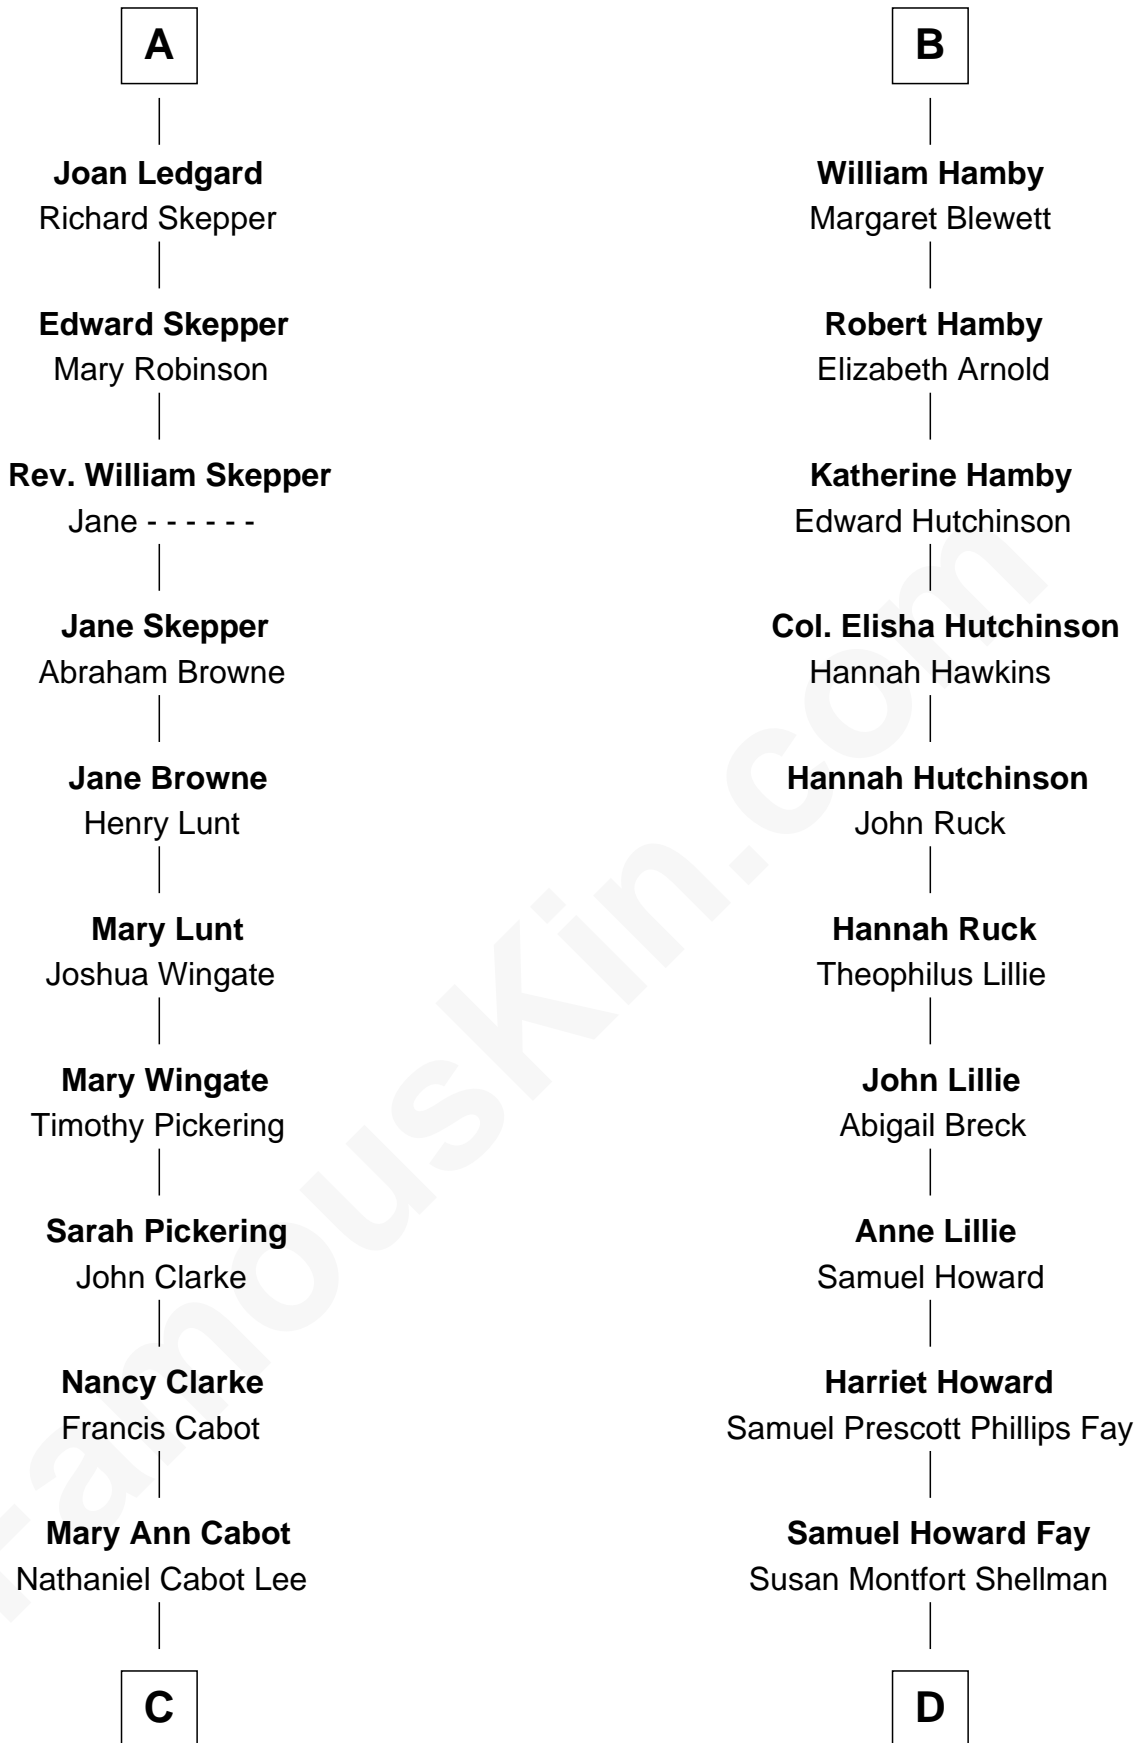 A
Joan Ledgard
Richard Skepper
Edward Skepper
Mary Robinson
Rev. William Skepper
Jane - - - - - -
Jane Skepper
Abraham Browne
Jane Browne
Henry Lunt
Mary Lunt
Joshua Wingate
Mary Wingate
Timothy Pickering
Sarah Pickering
John Clarke
Nancy Clarke
Francis Cabot
Mary Ann Cabot
Nathaniel Cabot Lee
C
B
William Hamby
Margaret Blewett
Robert Hamby
Elizabeth Arnold
Katherine Hamby
Edward Hutchinson
Col. Elisha Hutchinson
Hannah Hawkins
Hannah Hutchinson
John Ruck
Hannah Ruck
Theophilus Lillie
John Lillie
Abigail Breck
Anne Lillie
Samuel Howard
Harriet Howard
Samuel Prescott Phillips Fay
Samuel Howard Fay
Susan Montfort Shellman
D
FamousKin.com